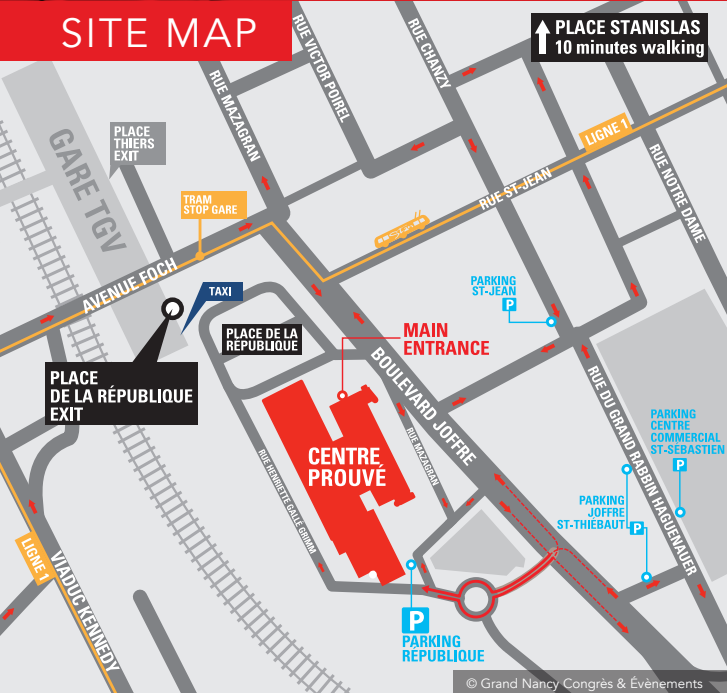 SITE MAP
PLACE STANISLAS
10 minutes walking
RUE VICTOR POIREL
RUE CHANZY
RUE MAZAGRAN
PLACE
THIERS
EXIT
GARE TGV
LIGNE 1
RUE NOTRE DAME
TRAM
STOP GARE
RUE ST-JEAN
AVENUE FOCH
TAXI
PARKING
ST-JEAN
P
PLACE DE LA
RÉPUBLIQUE
MAIN
ENTRANCE
BOULEVARD JOFFRE
PLACE
DE LA RÉPUBLIQUE
EXIT
RUE DU GRAND RABBIN HAGUENAUER
PARKING
CENTRE
COMMERCIAL
ST-SEBASTIEN
P
CENTRE
PROUVÉ
RUE MAZAGRAN
RUE HENRIETTE GALLÉ GRIMM
PARKING
JOFFRE
ST-THIÉBAUT
P
LIGNE 1
VIADUC KENNEDY
P
PARKING
RÉPUBLIQUE
© Grand Nancy Congrès & Évènements